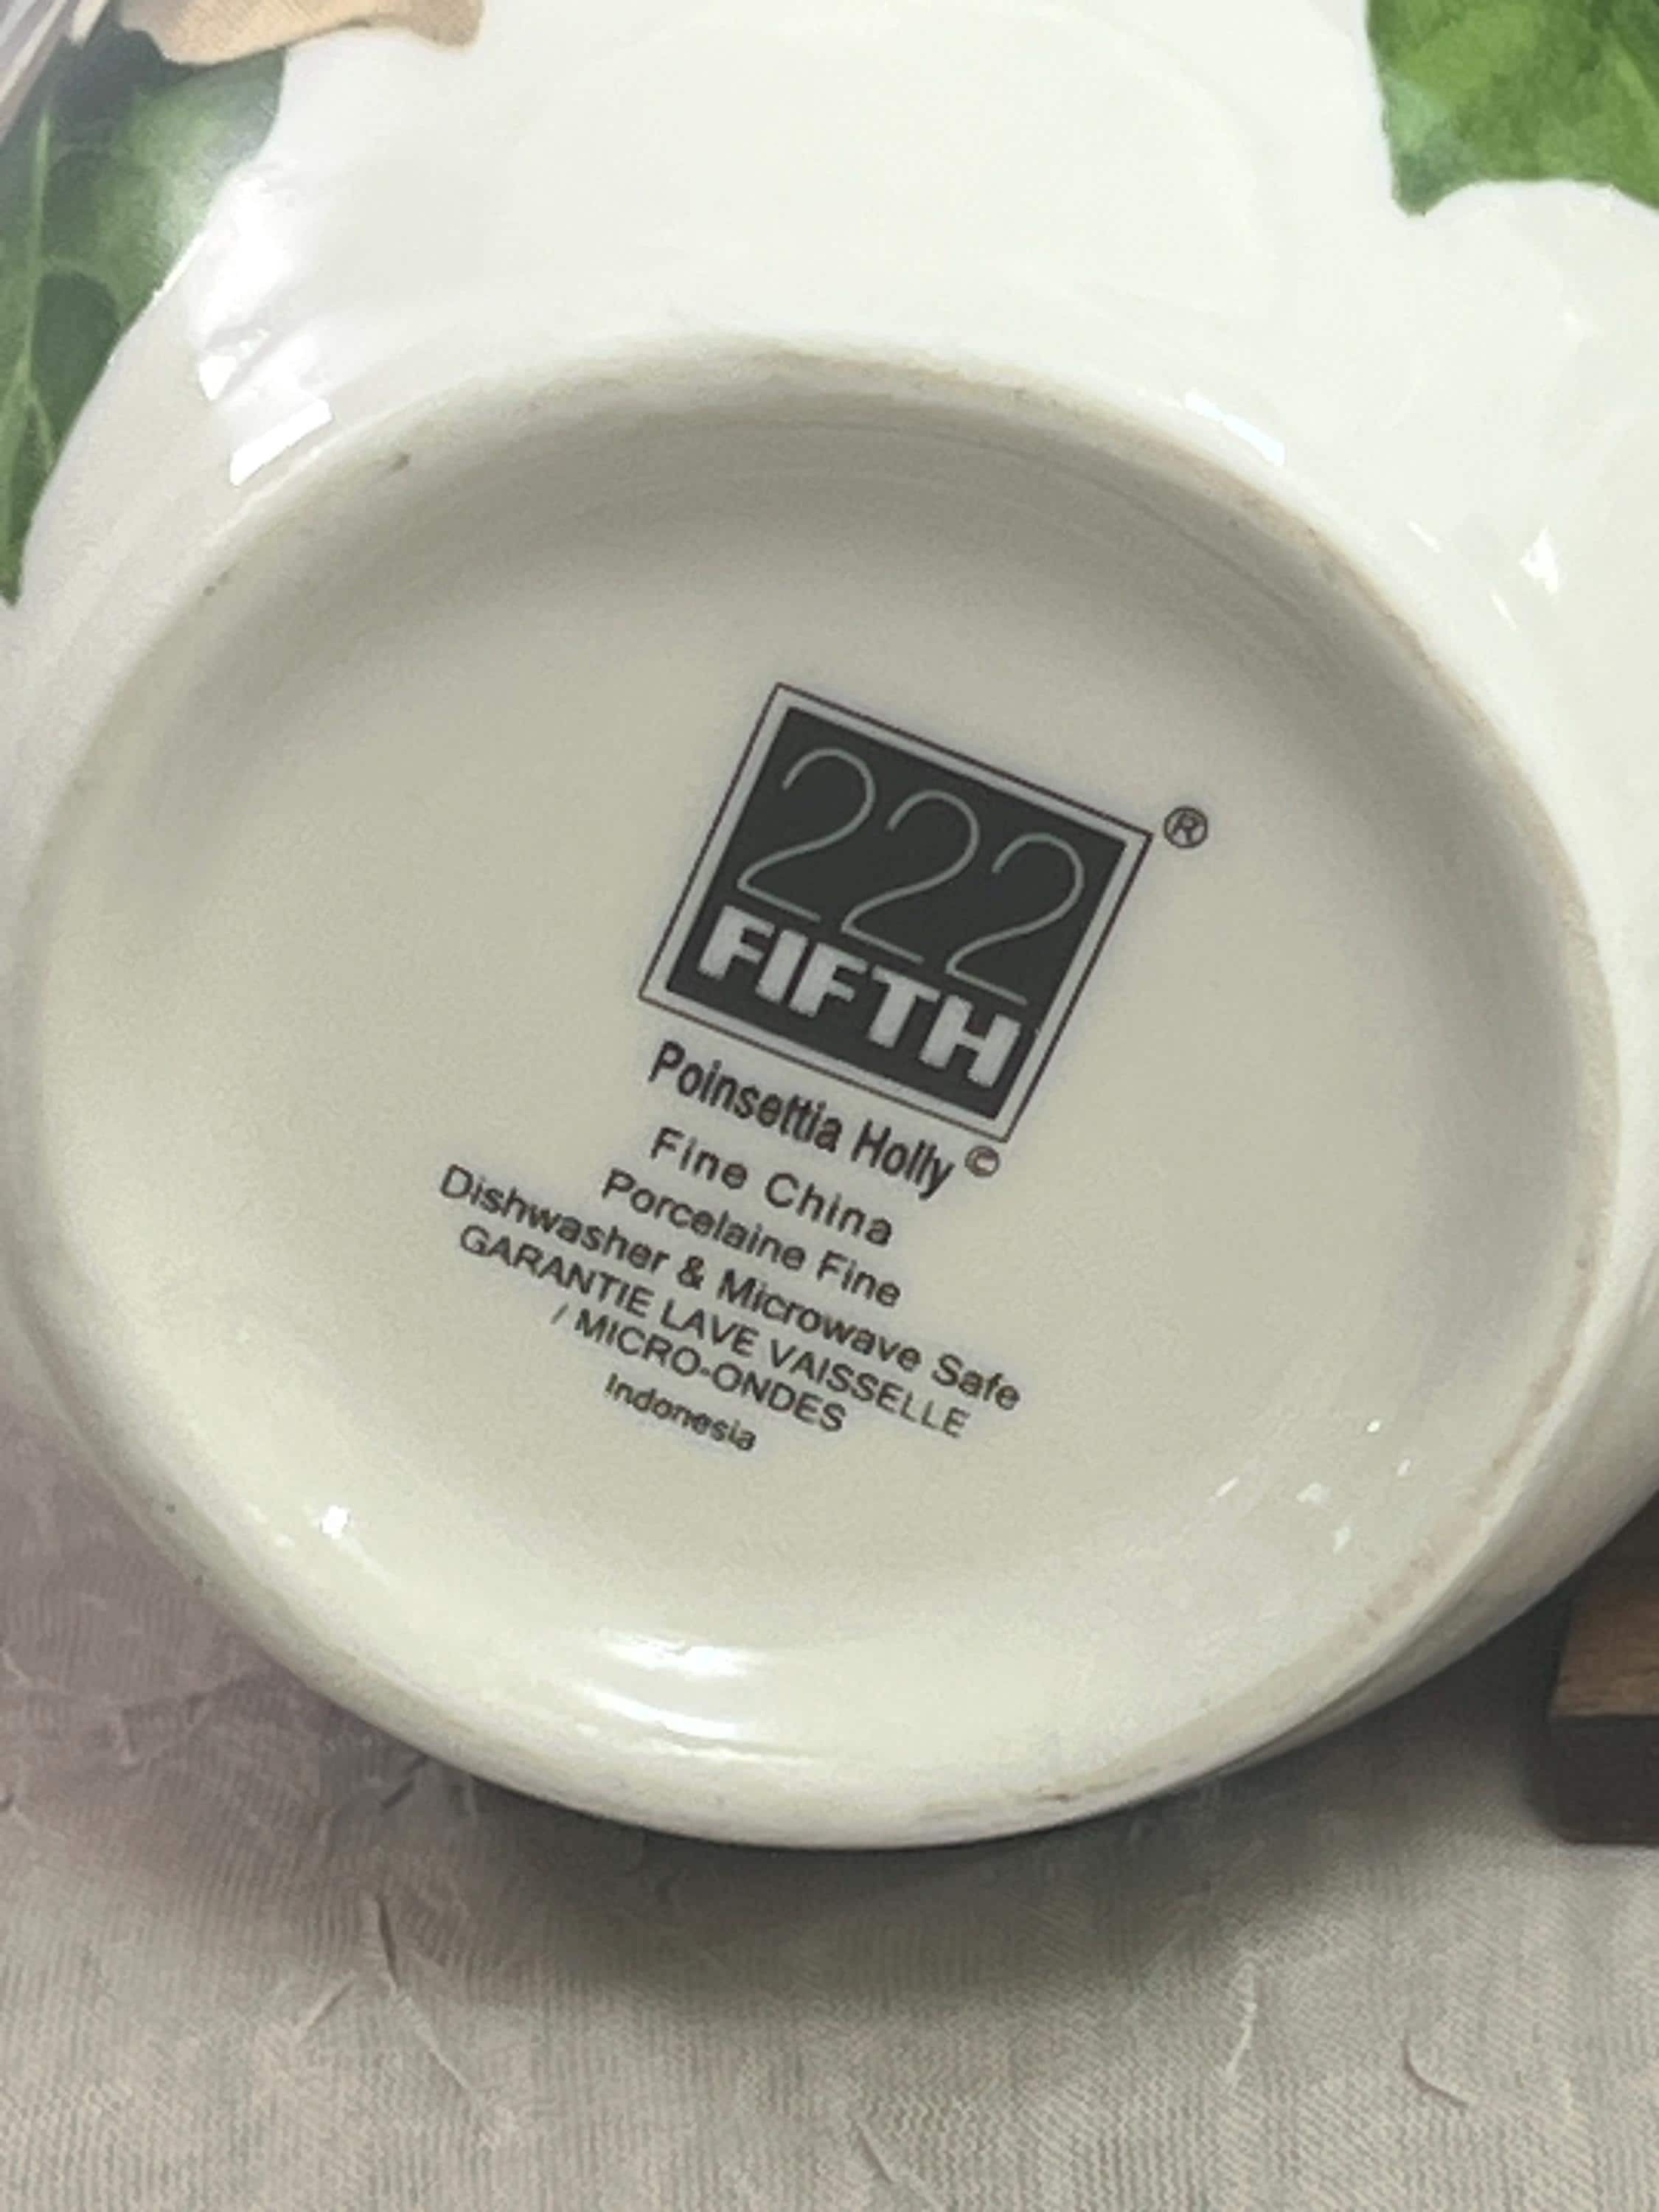 222
FIFTH
®
Poinsettia Holly ©
Fine China
Porcelaine Fine
Dishwasher & Microwave Safe
GARANTIE LAVE VAISSELLE
/ MICRO-ONDES
Indonesia